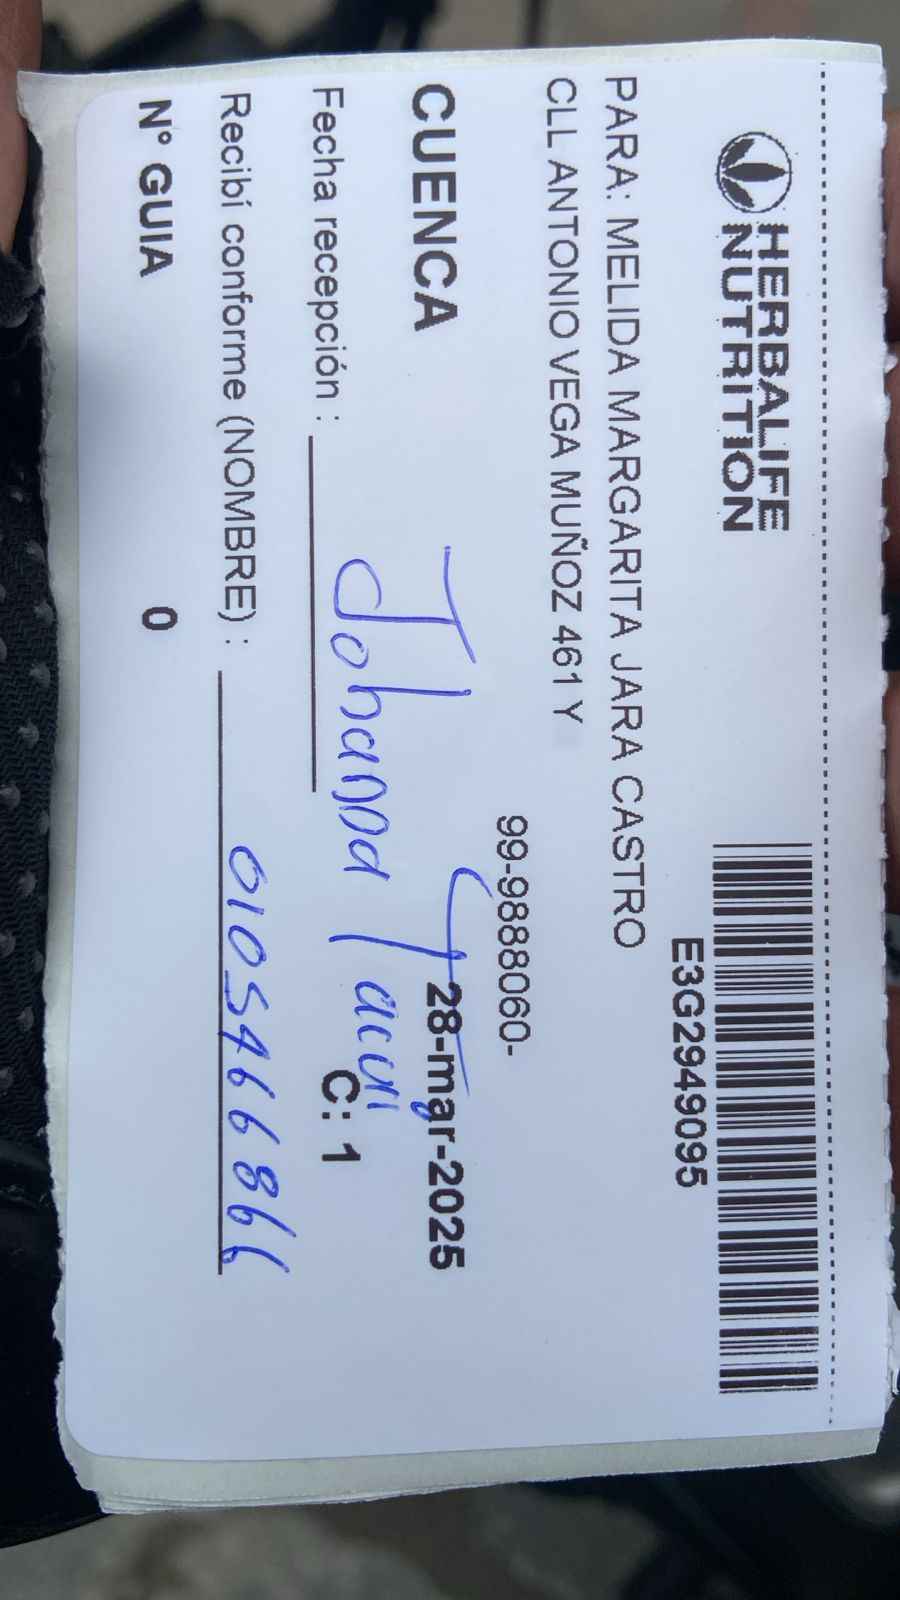 HERBALIFE
NUTRITION
E3G2949095
PARA: MELIDA MARGARITA JARA CASTRO
CLL ANTONIO VEGA MUÑOZ 461 Y
99-9888060-
CUENCA 28-mar-2025
Fecha recepción : Johanna Yacuri
C: 1
Recibí conforme (NOMBRE) : 0105466866
N° GUIA 0